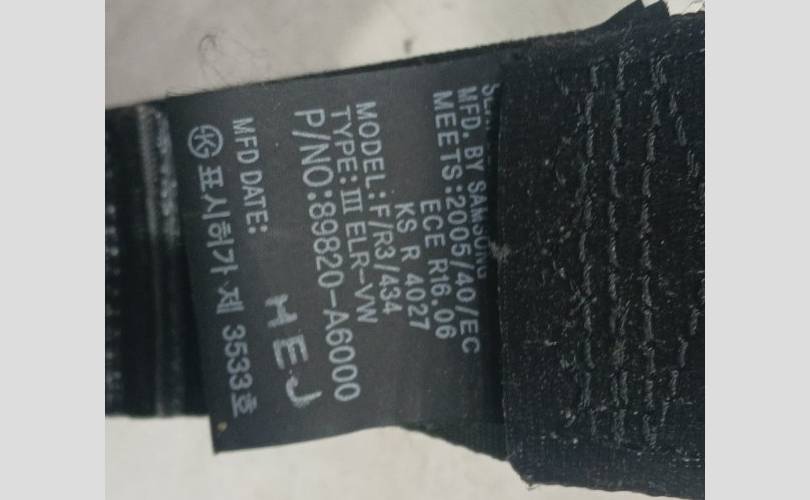 MFD. BY SAMSONG
MEETS:2005/40/EC
ECE R16.06
KS R 4027
MODEL:F/R3/434
TYPE:Ⅲ ELR-VW
P/NO:89820-A6000
HEJ
MFD DATE:
표시허가 제 3533호